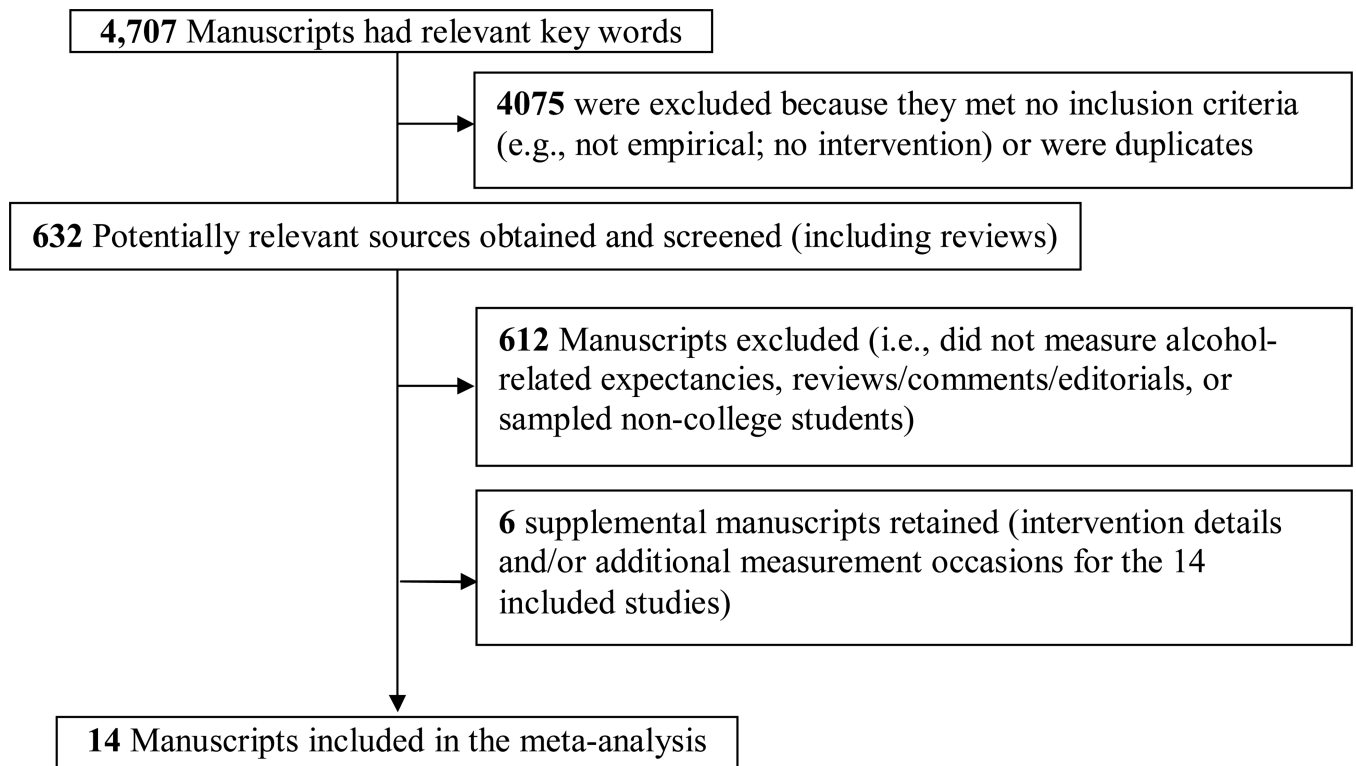 4,707 Manuscripts had relevant key words
4075 were excluded because they met no inclusion criteria
(e.g., not empirical; no intervention) or were duplicates
632 Potentially relevant sources obtained and screened (including reviews)
612 Manuscripts excluded (i.e., did not measure alcohol-
related expectancies, reviews/comments/editorials, or
sampled non-college students)
6 supplemental manuscripts retained (intervention details
and/or additional measurement occasions for the 14
included studies)
14 Manuscripts included in the meta-analysis